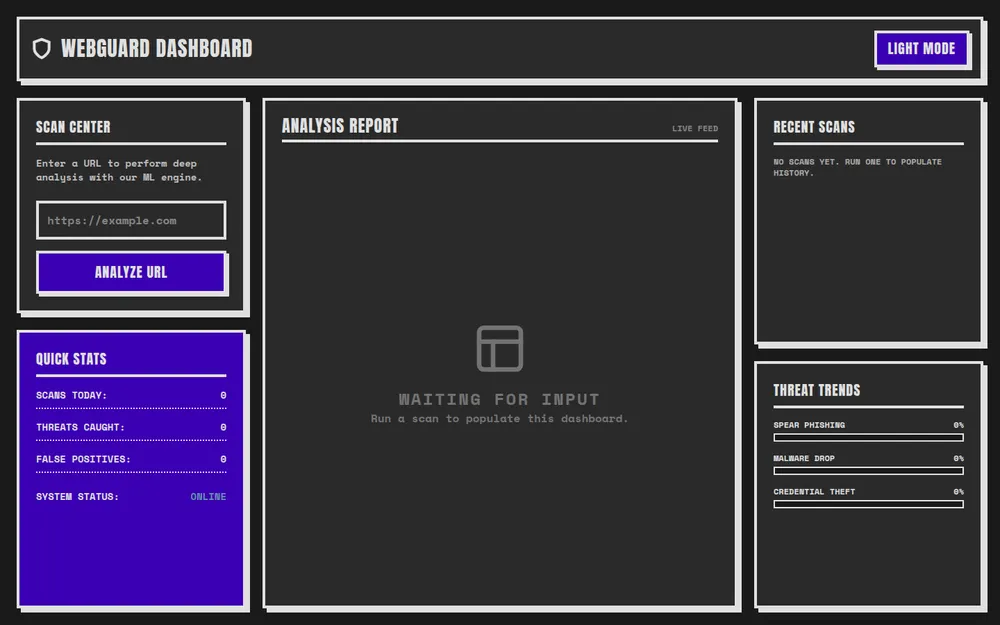 WEBGUARD DASHBOARD
LIGHT MODE
SCAN CENTER
Enter a URL to perform deep
analysis with our ML engine.
https://example.com
ANALYZE URL
QUICK STATS
SCANS TODAY: 0
THREATS CAUGHT: 0
FALSE POSITIVES: 0
SYSTEM STATUS: ONLINE
ANALYSIS REPORT
LIVE FEED
WAITING FOR INPUT
Run a scan to populate this dashboard.
RECENT SCANS
NO SCANS YET. RUN ONE TO POPULATE
HISTORY.
THREAT TRENDS
SPEAR PHISHING 0%
MALWARE DROP 0%
CREDENTIAL THEFT 0%